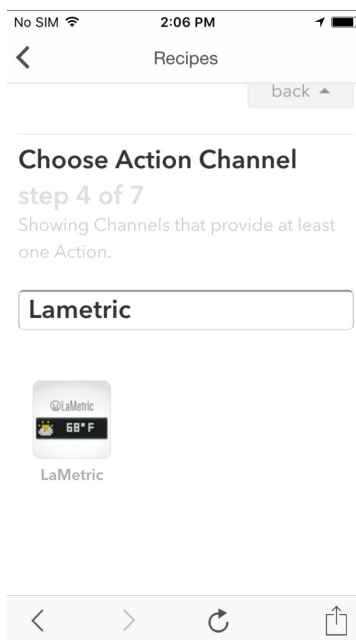 No SIM 2:06 PM
Recipes
back
Choose Action Channel
step 4 of 7
Showing Channels that provide at least
one Action.
Lametric
LaMetric
68°F
LaMetric